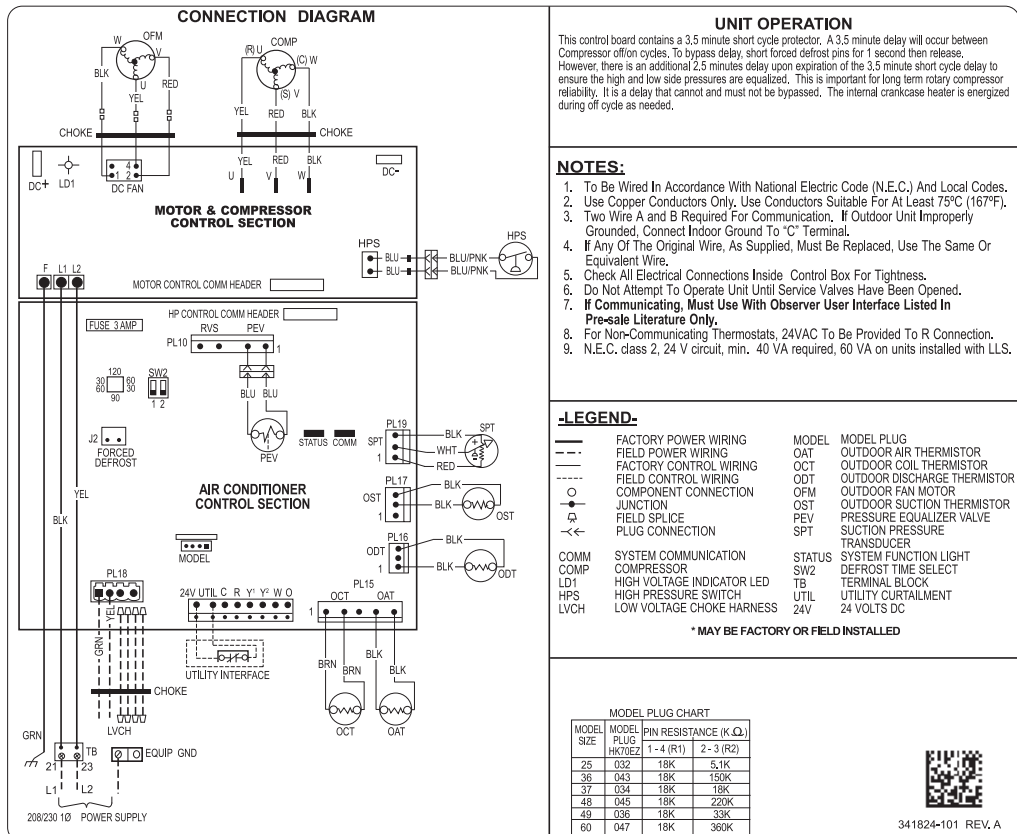 CONNECTION DIAGRAM
OFM
W
V
U
BLK
YEL
RED
CHOKE
COMP
(R) U
(C) W
(S) V
YEL
RED
BLK
CHOKE
YEL
RED
BLK
U
V
W
DC+
LD1
4
1 2
DC FAN
DC-
MOTOR & COMPRESSOR
CONTROL SECTION
HPS
BLU
BLU/PNK
BLU
BLU/PNK
HPS
F L1 L2
MOTOR CONTROL COMM HEADER
FUSE 3 AMP
HP CONTROL COMM HEADER
RVS PEV
PL10
1
BLU BLU
PEV
120
30 60
60 30
90
SW2
1 2
J2
FORCED
DEFROST
STATUS COMM
PL19
SPT
1
BLK
WHT
RED
SPT
PL17
OST
1
BLK
BLK
OST
PL16
ODT
1
BLK
BLK
ODT
AIR CONDITIONER
CONTROL SECTION
YEL
BLK
MODEL
PL18
24V UTIL C R Y¹ Y² W O
PL15
OCT OAT
1
UTILITY INTERFACE
BRN
BRN
BLK
BLK
OCT
OAT
GRN
YEL
CHOKE
LVCH
GRN
TB
21 23
EQUIP GND
L1 L2
208/230 1Ø POWER SUPPLY
UNIT OPERATION
This control board contains a 3,5 minute short cycle protector. A 3,5 minute delay will occur between
Compressor off/on cycles. To bypass delay, short forced defrost pins for 1 second then release.
However, there is an additional 2,5 minutes delay upon expiration of the 3,5 minute short cycle delay to
ensure the high and low side pressures are equalized. This is important for long term rotary compressor
reliability. It is a delay that cannot and must not be bypassed. The internal crankcase heater is energized
during off cycle as needed.
NOTES:
1. To Be Wired In Accordance With National Electric Code (N.E.C.) And Local Codes.
2. Use Copper Conductors Only. Use Conductors Suitable For At Least 75ºC (167ºF).
3. Two Wire A and B Required For Communication. If Outdoor Unit Improperly
Grounded, Connect Indoor Ground To "C" Terminal.
4. If Any Of The Original Wire, As Supplied, Must Be Replaced, Use The Same Or
Equivalent Wire.
5. Check All Electrical Connections Inside Control Box For Tightness.
6. Do Not Attempt To Operate Unit Until Service Valves Have Been Opened.
7. If Communicating, Must Use With Observer User Interface Listed In
Pre-sale Literature Only.
8. For Non-Communicating Thermostats, 24VAC To Be Provided To R Connection.
9. N.E.C. class 2, 24 V circuit, min. 40 VA required, 60 VA on units installed with LLS.
-LEGEND-
FACTORY POWER WIRING
FIELD POWER WIRING
FACTORY CONTROL WIRING
FIELD CONTROL WIRING
COMPONENT CONNECTION
JUNCTION
FIELD SPLICE
PLUG CONNECTION
COMM SYSTEM COMMUNICATION
COMP COMPRESSOR
LD1 HIGH VOLTAGE INDICATOR LED
HPS HIGH PRESSURE SWITCH
LVCH LOW VOLTAGE CHOKE HARNESS
MODEL MODEL PLUG
OAT OUTDOOR AIR THERMISTOR
OCT OUTDOOR COIL THERMISTOR
ODT OUTDOOR DISCHARGE THERMISTOR
OFM OUTDOOR FAN MOTOR
OST OUTDOOR SUCTION THERMISTOR
PEV PRESSURE EQUALIZER VALVE
SPT SUCTION PRESSURE
TRANSDUCER
STATUS SYSTEM FUNCTION LIGHT
SW2 DEFROST TIME SELECT
TB TERMINAL BLOCK
UTIL UTILITY CURTAILMENT
24V 24 VOLTS DC
* MAY BE FACTORY OR FIELD INSTALLED
MODEL PLUG CHART
MODEL SIZE MODEL PLUG HK70EZ PIN RESISTANCE (K Ω)
1 - 4 (R1) 2 - 3 (R2)
25 032 18K 5.1K
36 043 18K 150K
37 034 18K 18K
48 045 18K 220K
49 036 18K 33K
60 047 18K 360K
341824-101 REV. A